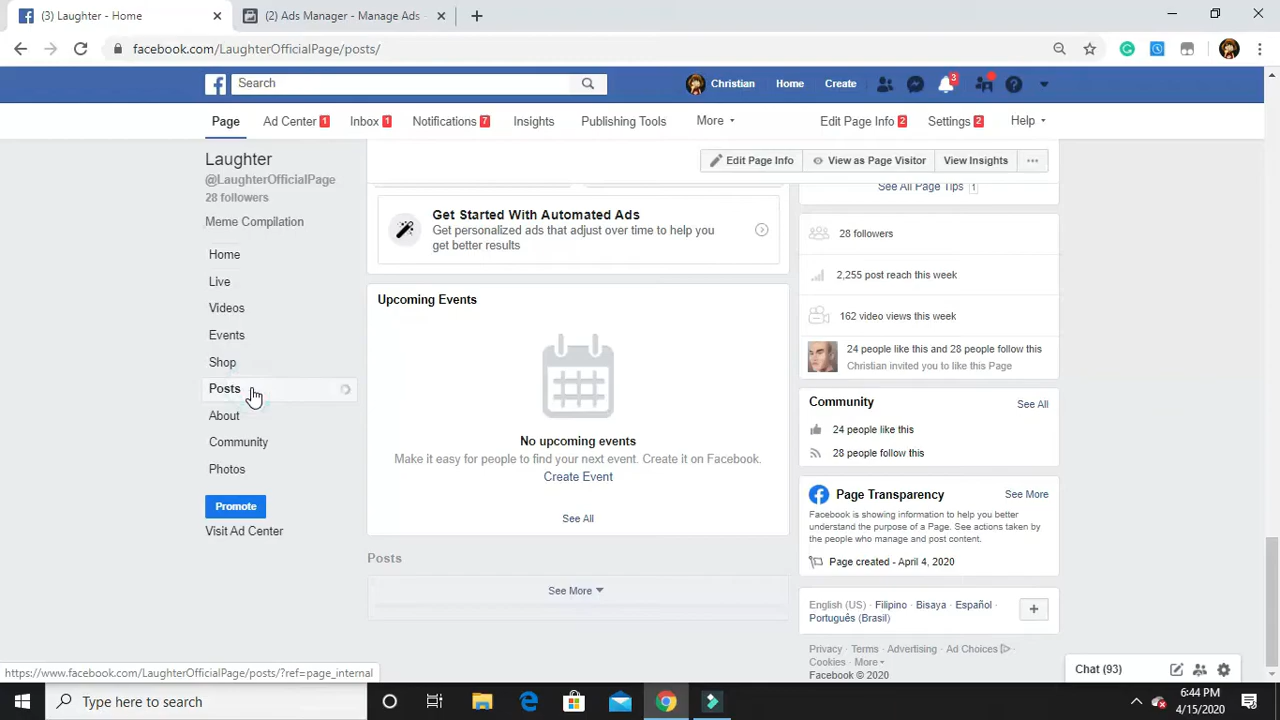 (3) Laughter - Home
(2) Ads Manager - Manage Ads -
facebook.com/LaughterOfficialPage/posts/
Search
Christian
Home
Create
3
Page
Ad Center 1
Inbox 1
Notifications 7
Insights
Publishing Tools
More
Edit Page Info 2
Settings 2
Help
Laughter
@LaughterOfficialPage
28 followers
Meme Compilation
Home
Live
Videos
Events
Shop
Posts
About
Community
Photos
Promote
Visit Ad Center
Edit Page Info
View as Page Visitor
View Insights
Get Started With Automated Ads
Get personalized ads that adjust over time to help you
get better results
Upcoming Events
No upcoming events
Make it easy for people to find your next event. Create it on Facebook.
Create Event
See All
Posts
See More
See All Page Tips 1
28 followers
2,255 post reach this week
162 video views this week
24 people like this and 28 people follow this
Christian invited you to like this Page
Community
See All
24 people like this
28 people follow this
Page Transparency
See More
Facebook is showing information to help you better
understand the purpose of a Page. See actions taken by
the people who manage and post content.
Page created - April 4, 2020
English (US) · Filipino · Bisaya · Español ·
Português (Brasil)
Privacy · Terms · Advertising · Ad Choices ·
Cookies · More
Facebook © 2020
Chat (93)
https://www.facebook.com/LaughterOfficialPage/posts/?ref=page_internal
Type here to search
6:44 PM
4/15/2020